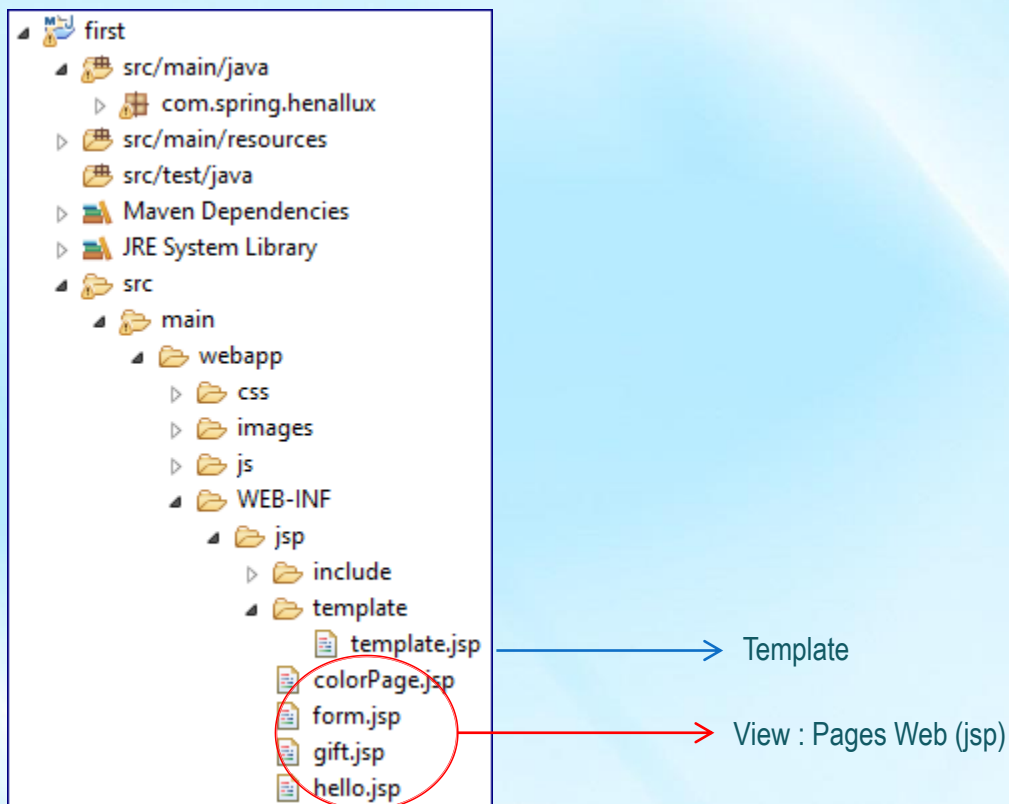 first
src/main/java
com.spring.henallux
src/main/resources
src/test/java
Maven Dependencies
JRE System Library
src
main
webapp
css
images
js
WEB-INF
jsp
include
template
template.jsp
Template
colorPage.jsp
form.jsp
View : Pages Web (jsp)
gift.jsp
hello.jsp